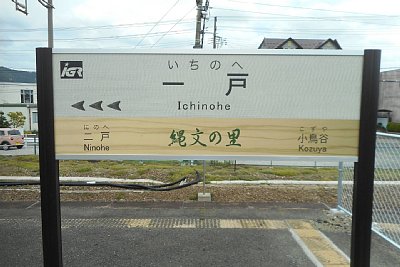 IGR
いちのへ
一戸
Ichinohe
にのへ
二戸
Ninohe
縄文の里
こずや
小鳥谷
Kozuya